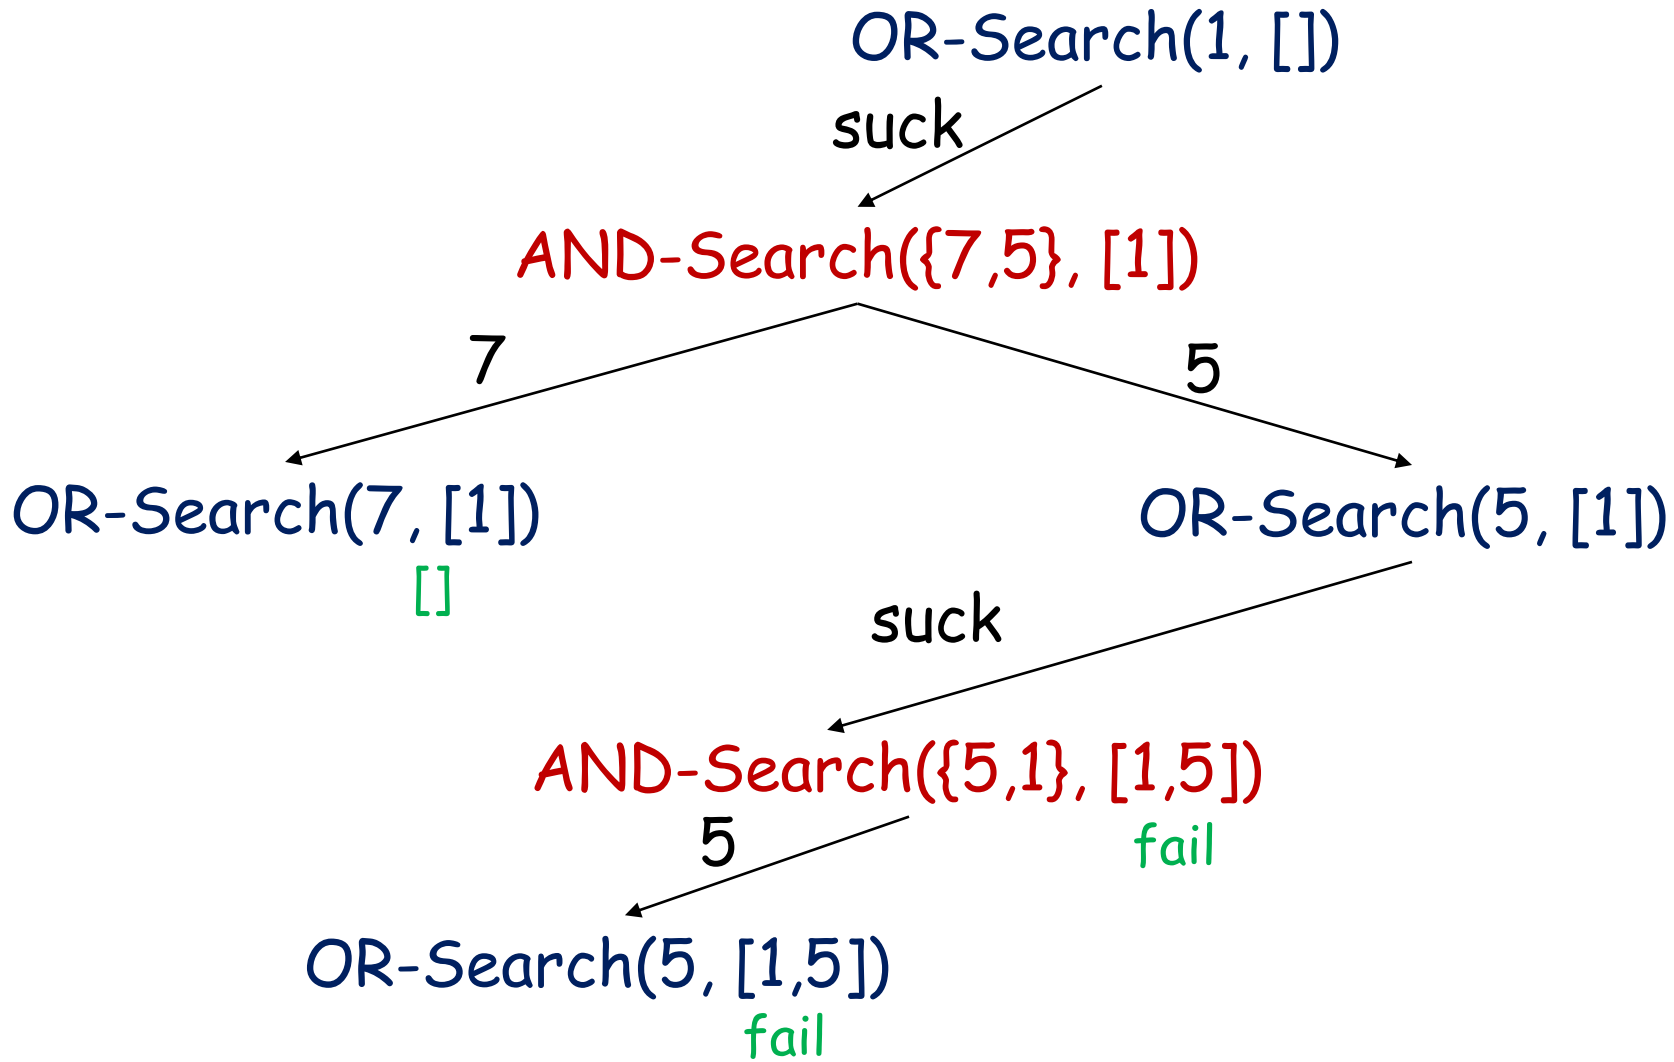 OR-Search(1, [])
suck
AND-Search({7,5}, [1])
7
5
OR-Search(7, [1])
OR-Search(5, [1])
[]
suck
AND-Search({5,1}, [1,5])
5
fail
OR-Search(5, [1,5])
fail